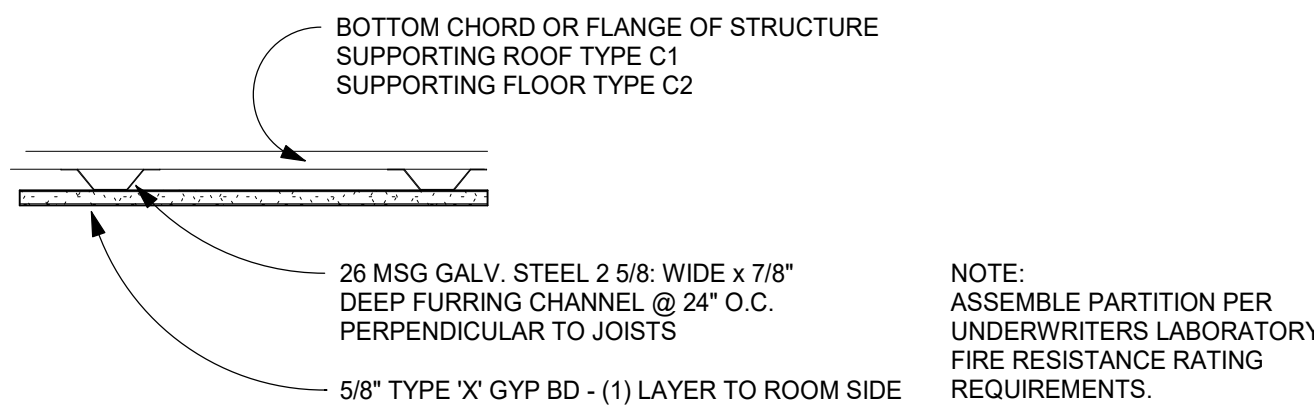 BOTTOM CHORD OR FLANGE OF STRUCTURE
SUPPORTING ROOF TYPE C1
SUPPORTING FLOOR TYPE C2
26 MSG GALV. STEEL 2 5/8: WIDE x 7/8"
DEEP FURRING CHANNEL @ 24" O.C.
PERPENDICULAR TO JOISTS
5/8" TYPE 'X' GYP BD - (1) LAYER TO ROOM SIDE
NOTE:
ASSEMBLE PARTITION PER
UNDERWRITERS LABORATORY
FIRE RESISTANCE RATING
REQUIREMENTS.